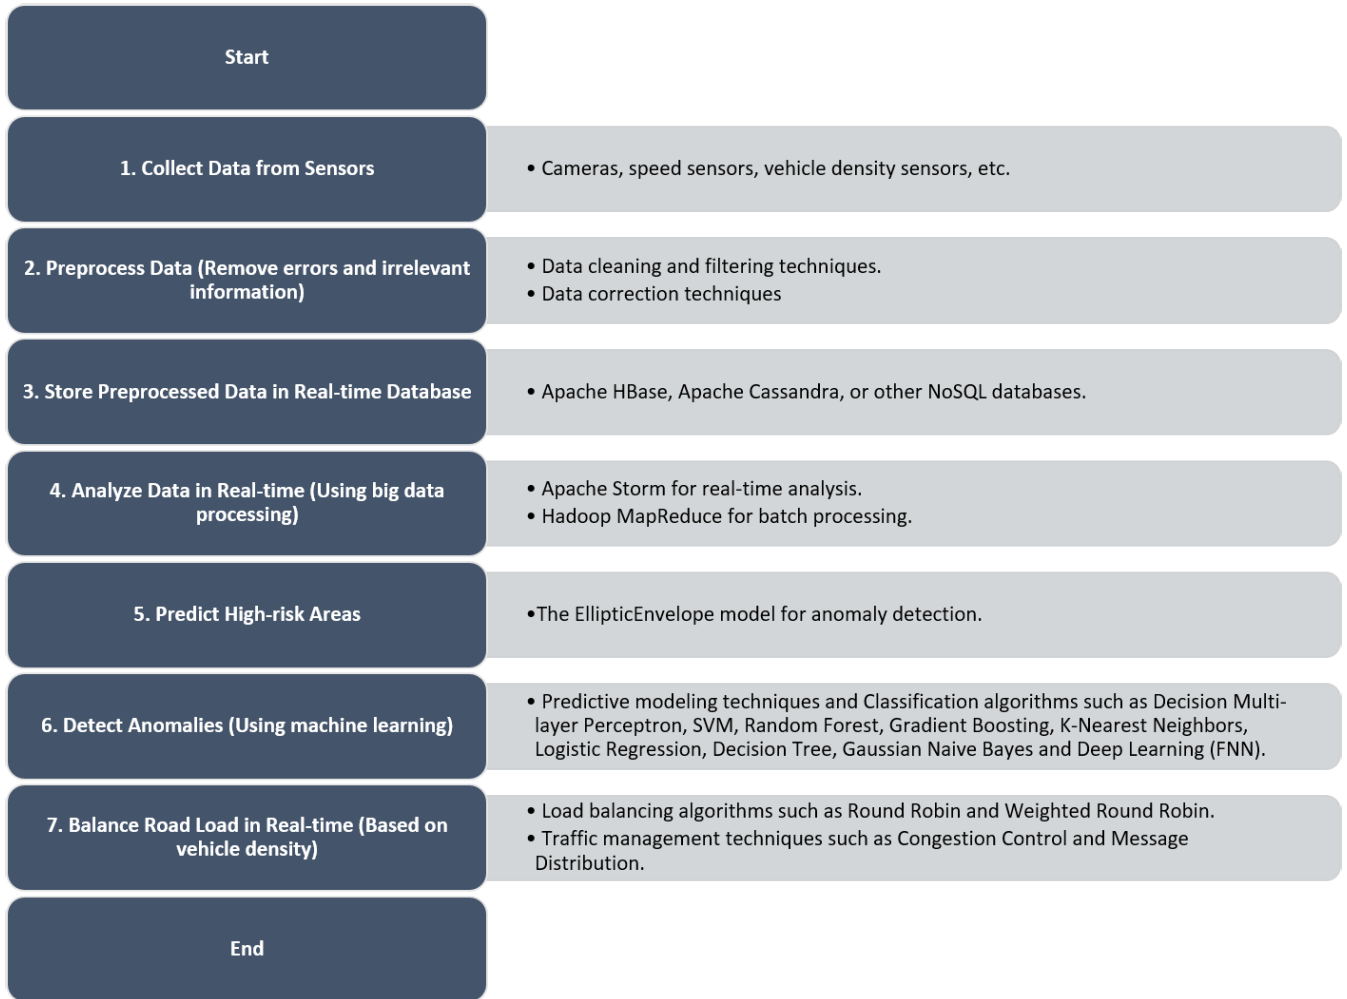 Start
1. Collect Data from Sensors
• Cameras, speed sensors, vehicle density sensors, etc.
2. Preprocess Data (Remove errors and irrelevant
information)
• Data cleaning and filtering techniques.
• Data correction techniques
3. Store Preprocessed Data in Real-time Database
• Apache HBase, Apache Cassandra, or other NoSQL databases.
4. Analyze Data in Real-time (Using big data
processing)
• Apache Storm for real-time analysis.
• Hadoop MapReduce for batch processing.
5. Predict High-risk Areas
•The EllipticEnvelope model for anomaly detection.
6. Detect Anomalies (Using machine learning)
• Predictive modeling techniques and Classification algorithms such as Decision Multi-
layer Perceptron, SVM, Random Forest, Gradient Boosting, K-Nearest Neighbors,
Logistic Regression, Decision Tree, Gaussian Naive Bayes and Deep Learning (FNN).
7. Balance Road Load in Real-time (Based on
vehicle density)
• Load balancing algorithms such as Round Robin and Weighted Round Robin.
• Traffic management techniques such as Congestion Control and Message
Distribution.
End